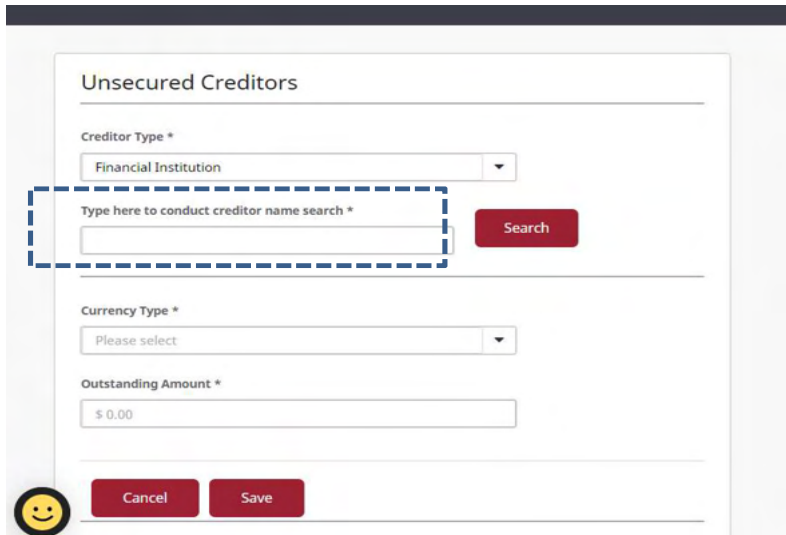 Unsecured Creditors
Creditor Type *
Financial Institution
Type here to conduct creditor name search *
Search
Currency Type *
Please select
Outstanding Amount *
$ 0.00
Cancel Save